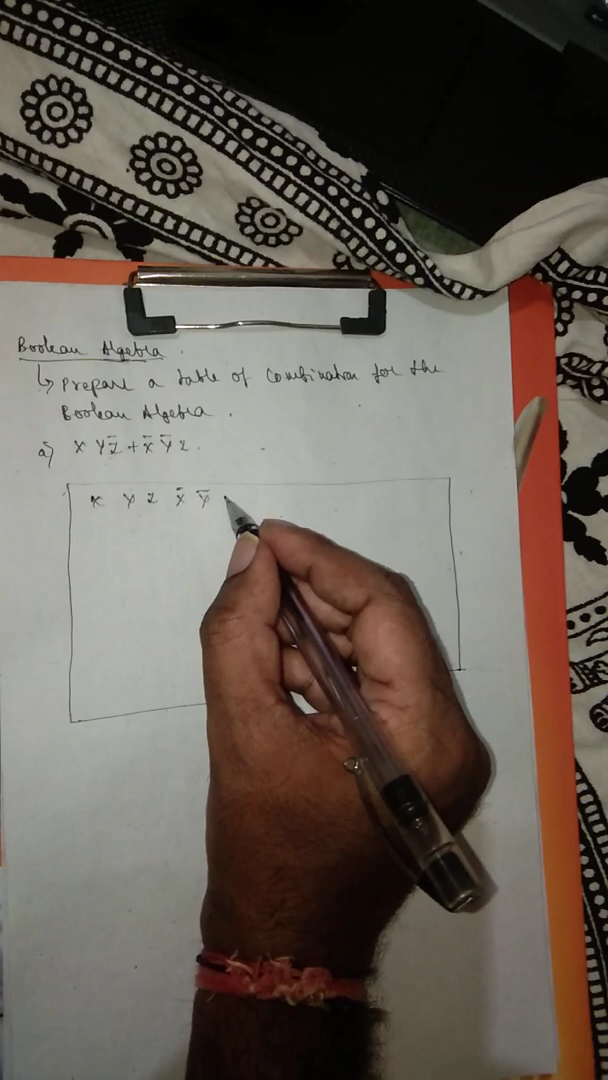 Boolean Algebra.
↳ Prepare a table of Combination for the
Boolean Algebra.
a) X Y Z̅ + X̅ Y̅ Z.
X Y Z X̅ Y̅